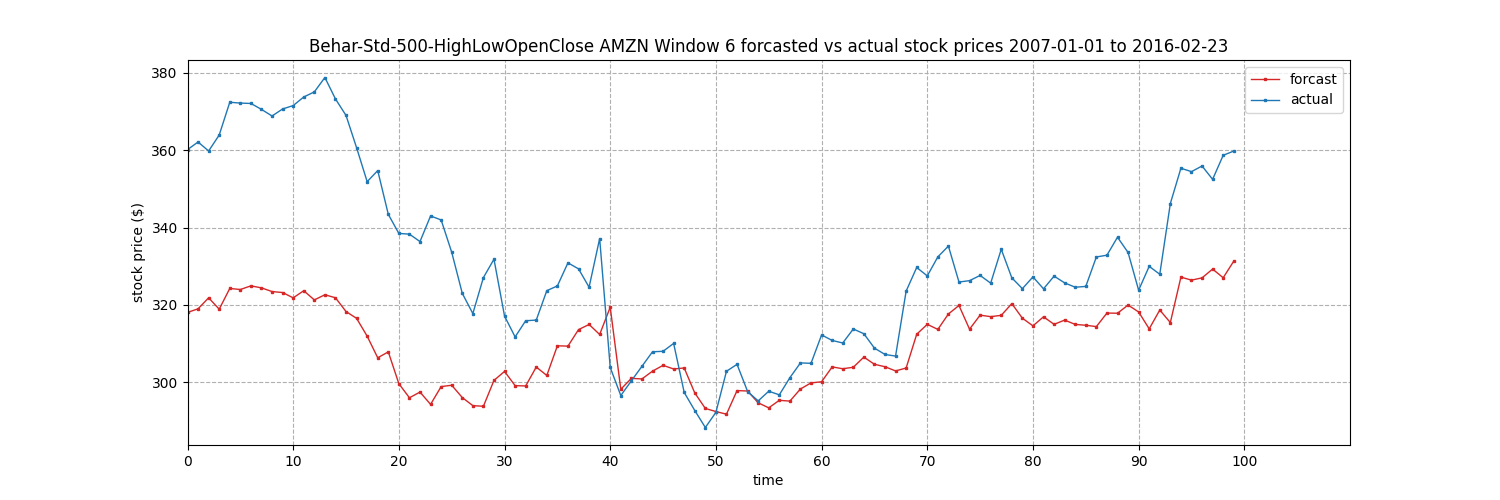 Behar-Std-500-HighLowOpenClose AMZN Window 6 forcasted vs actual stock prices 2007-01-01 to 2016-02-23
forcast
actual
stock price ($)
380
360
340
320
300
0 10 20 30 40 50 60 70 80 90 100
time